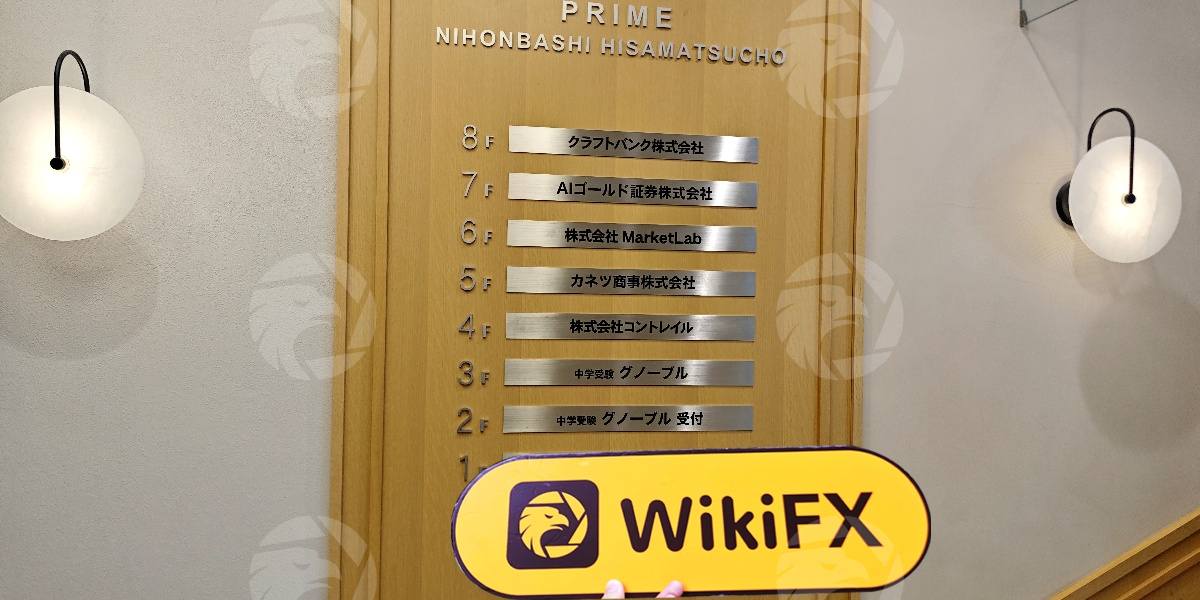 PRIME
NIHONBASHI HISAMATSUCHO
8F クラフトバンク株式会社
7F AIゴールド証券株式会社
6F 株式会社 MarketLab
5F カネツ商事株式会社
4F 株式会社コントレイル
3F 中学受験 グノーブル
2F 中学受験 グノーブル 受付
1F
WikiFX